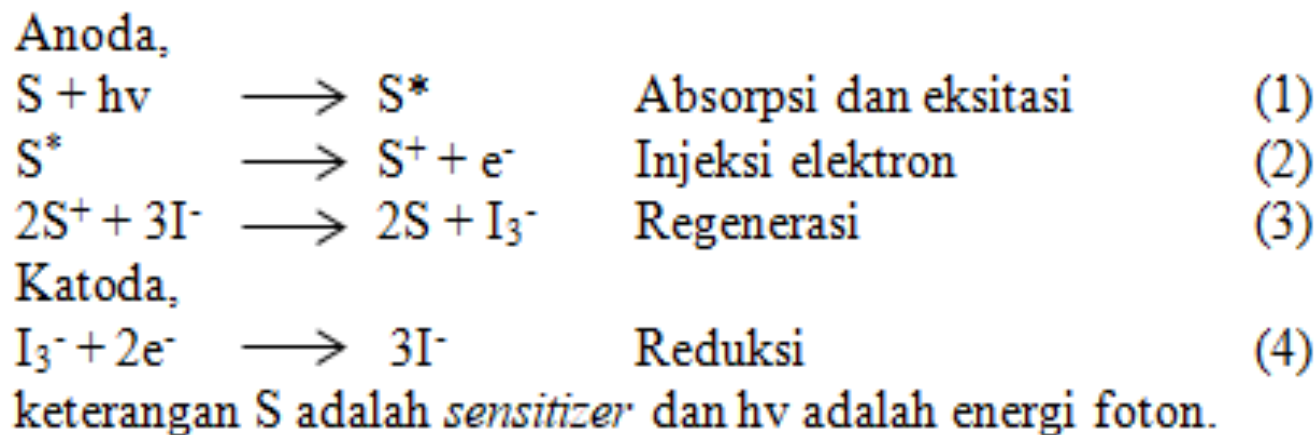 Anoda,
S + hv ⟶ S* Absorpsi dan eksitasi (1)
S* ⟶ S⁺ + e⁻ Injeksi elektron (2)
2S⁺ + 3I⁻ ⟶ 2S + I₃⁻ Regenerasi (3)
Katoda,
I₃⁻ + 2e⁻ ⟶ 3I⁻ Reduksi (4)
keterangan S adalah sensitizer dan hv adalah energi foton.